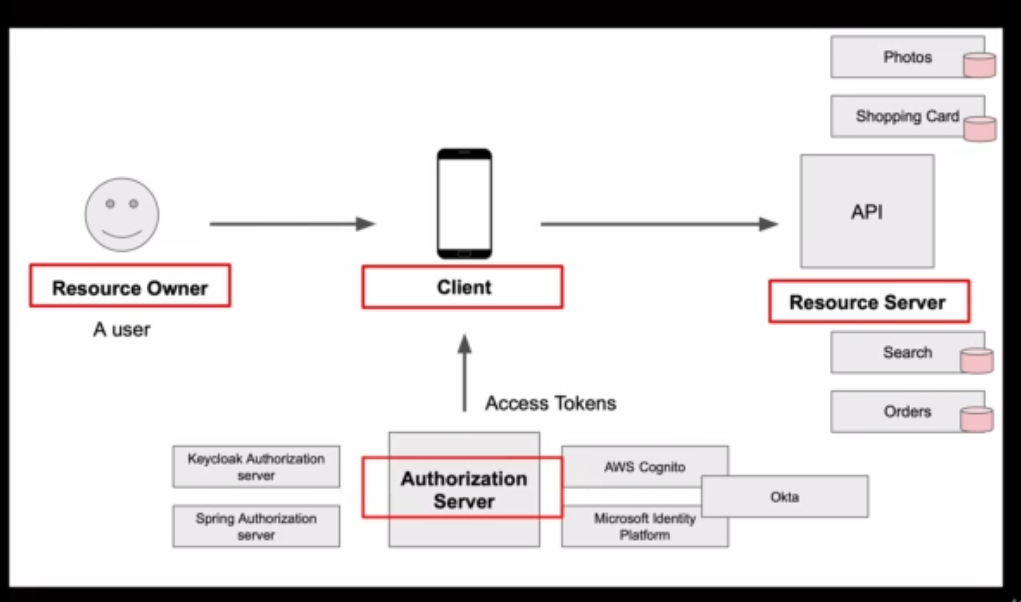 Photos
Shopping Card
API
Resource Owner
A user
Client
Resource Server
Search
Orders
Access Tokens
Keycloak Authorization
server
Spring Authorization
server
Authorization
Server
AWS Cognito
Okta
Microsoft Identity
Platform